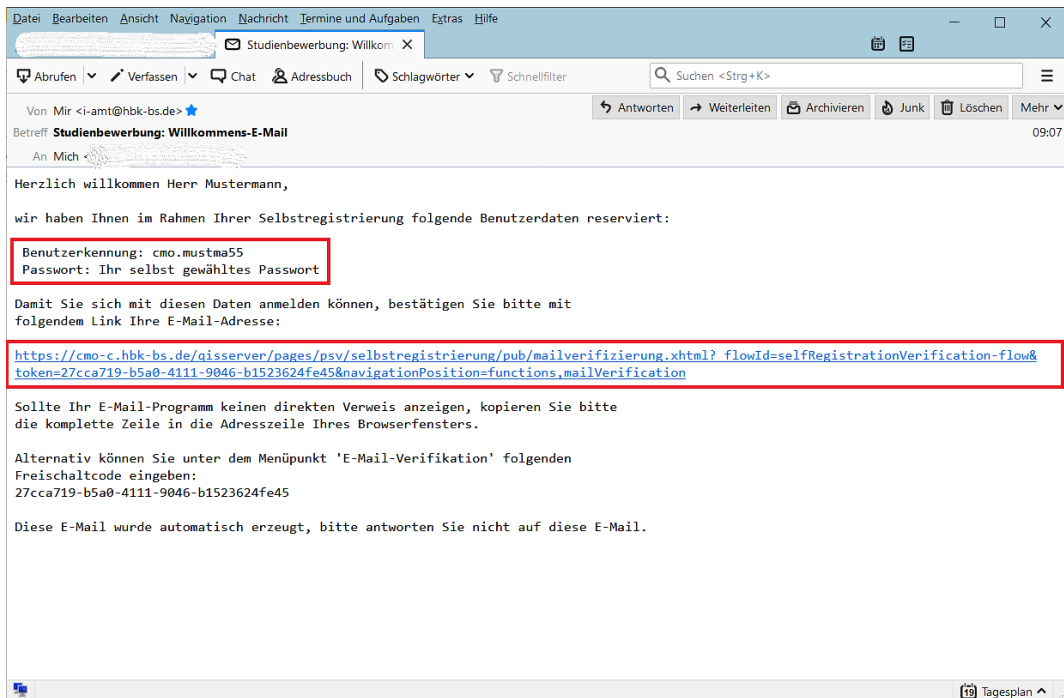 Datei Bearbeiten Ansicht Navigation Nachricht Termine und Aufgaben Extras Hilfe
Studienbewerbung: Willkom
Abrufen Verfassen Chat Adressbuch Schlagwörter Schnellfilter Suchen <Strg+K>
Von Mir <i-amt@hbk-bs.de> Antworten Weiterleiten Archivieren Junk Löschen Mehr
Betreff Studienbewerbung: Willkommens-E-Mail 09:07
An Mich <
Herzlich willkommen Herr Mustermann,
wir haben Ihnen im Rahmen Ihrer Selbstregistrierung folgende Benutzerdaten reserviert:
Benutzerkennung: cmo.mustma55
Passwort: Ihr selbst gewähltes Passwort
Damit Sie sich mit diesen Daten anmelden können, bestätigen Sie bitte mit
folgendem Link Ihre E-Mail-Adresse:
https://cmo-c.hbk-bs.de/qisserver/pages/psv/selbstregistrierung/pub/mailverifizierung.xhtml?_flowId=selfRegistrationVerification-flow&
token=27cca719-b5a0-4111-9046-b1523624fe45&navigationPosition=functions,mailVerification
Sollte Ihr E-Mail-Programm keinen direkten Verweis anzeigen, kopieren Sie bitte
die komplette Zeile in die Adresszeile Ihres Browserfensters.
Alternativ können Sie unter dem Menüpunkt 'E-Mail-Verifikation' folgenden
Freischaltcode eingeben:
27cca719-b5a0-4111-9046-b1523624fe45
Diese E-Mail wurde automatisch erzeugt, bitte antworten Sie nicht auf diese E-Mail.
19 Tagesplan